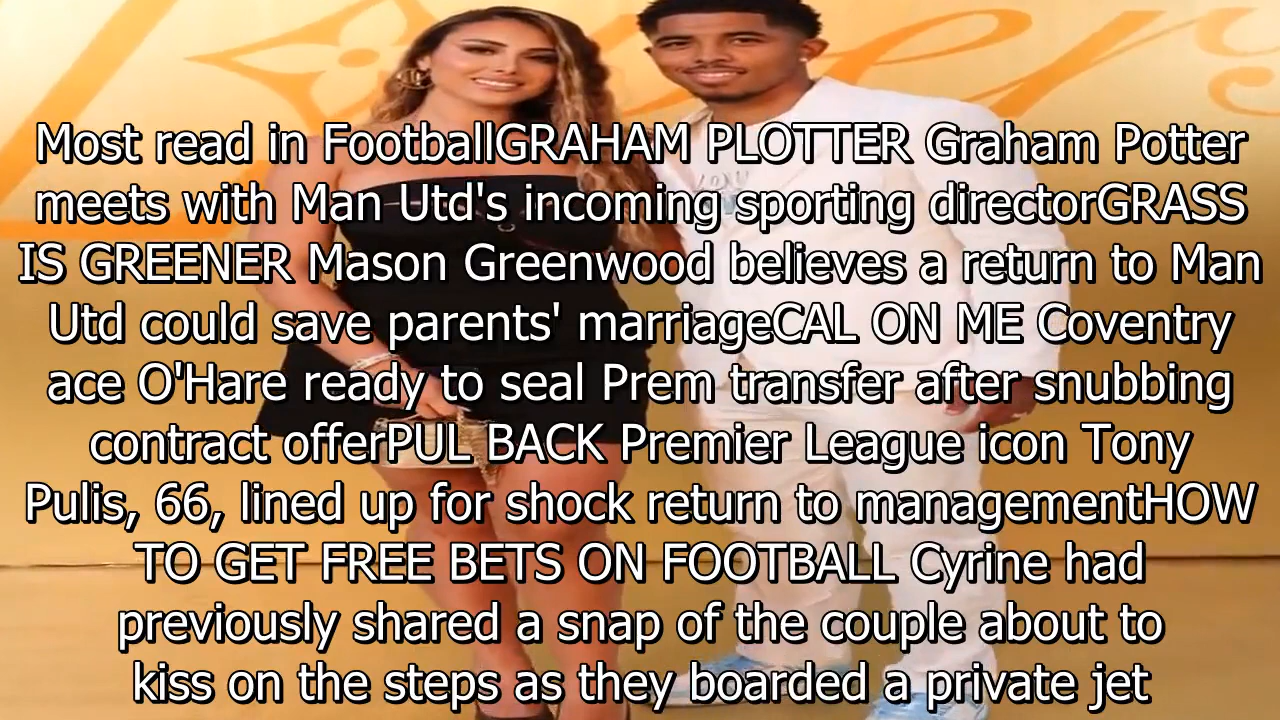 Most read in FootballGRAHAM PLOTTER Graham Potter
meets with Man Utd's incoming sporting directorGRASS
IS GREENER Mason Greenwood believes a return to Man
Utd could save parents' marriageCAL ON ME Coventry
ace O'Hare ready to seal Prem transfer after snubbing
contract offerPUL BACK Premier League icon Tony
Pulis, 66, lined up for shock return to managementHOW
TO GET FREE BETS ON FOOTBALL Cyrine had
previously shared a snap of the couple about to
kiss on the steps as they boarded a private jet